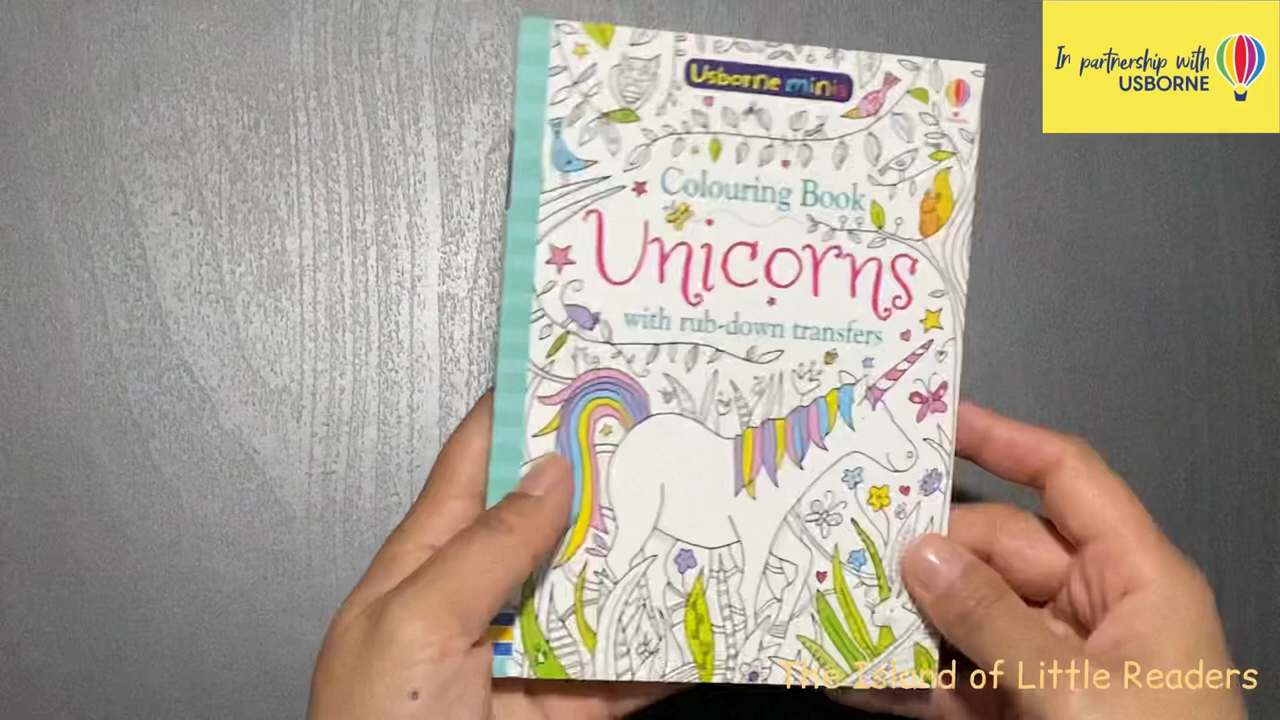 In partnership with
USBORNE
Usborne minis
Colouring Book
Unicorns
with rub-down transfers
The Island of Little Readers